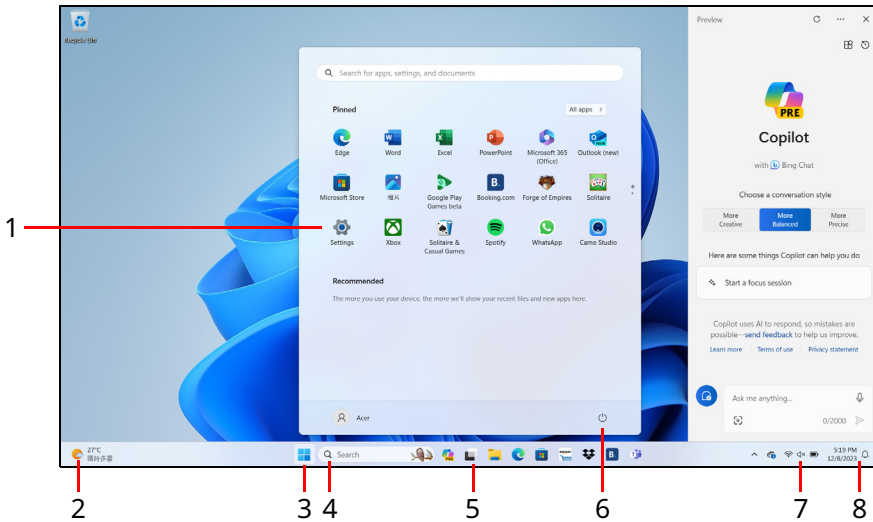 Recycle Bin
Preview
Search for apps, settings, and documents
Pinned
All apps
Edge
Word
Excel
PowerPoint
Microsoft 365
(Office)
Outlook (new)
NEW
Microsoft Store
相片
Google Play
Games beta
B.
Booking.com
Forge of Empires
Solitaire
Settings
Xbox
Solitaire &
Casual Games
Spotify
WhatsApp
Camo Studio
Recommended
The more you use your device, the more we'll show your recent files and new apps here.
Acer
PRE
Copilot
with b Bing Chat
Choose a conversation style
More
Creative
More
Balanced
More
Precise
Here are some things Copilot can help you do
Start a focus session
Copilot uses AI to respond, so mistakes are
possible—send feedback to help us improve.
Learn more
Terms of use
Privacy statement
Ask me anything...
0/2000
27°C
Search
B.
5:19 PM
12/8/2023
1
2
3
4
5
6
7
8